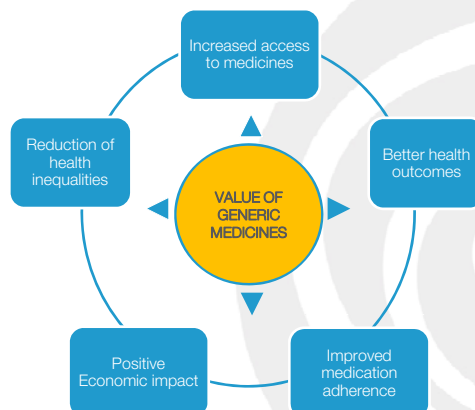 Increased access
to medicines
Reduction of
health
inequalities
Better health
outcomes
VALUE OF
GENERIC
MEDICINES
Positive
Economic impact
Improved
medication
adherence